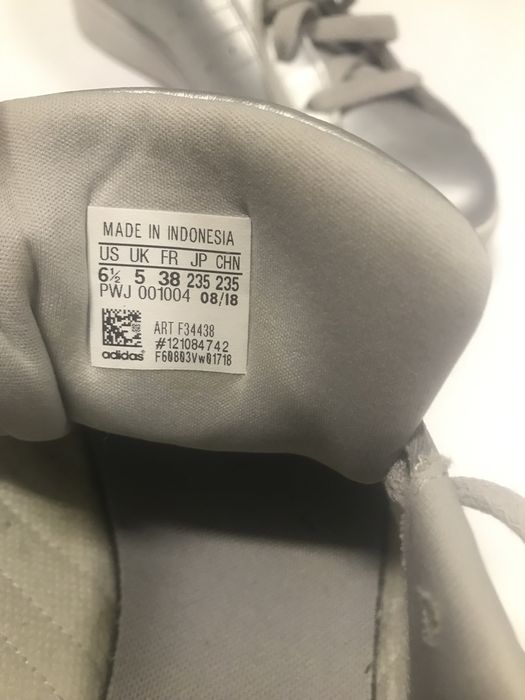 MADE IN INDONESIA
US UK FR JP CHN
6½ 5 38 235 235
PWJ 001004 08/18
ART F34438
#121084742
adidas® F60803Vw01718